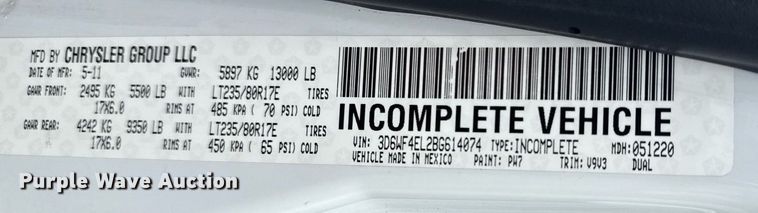 MFD BY CHRYSLER GROUP LLC
DATE OF MFR: 5-11 GVWR: 5897 KG 13000 LB
GAWR FRONT: 2495 KG 5500 LB WITH LT235/80R17E TIRES
17X6.0 RIMS AT 485 KPA ( 70 PSI) COLD
GAWR REAR: 4242 KG 9350 LB WITH LT235/80R17E TIRES
17X6.0 RIMS AT 450 KPA ( 65 PSI) COLD
INCOMPLETE VEHICLE
VIN: 3D6WF4EL2BG614074 TYPE: INCOMPLETE MDH: 051220
VEHICLE MADE IN MEXICO PAINT: PW7 TRIM: V9V3 DUAL
Purple Wave Auction